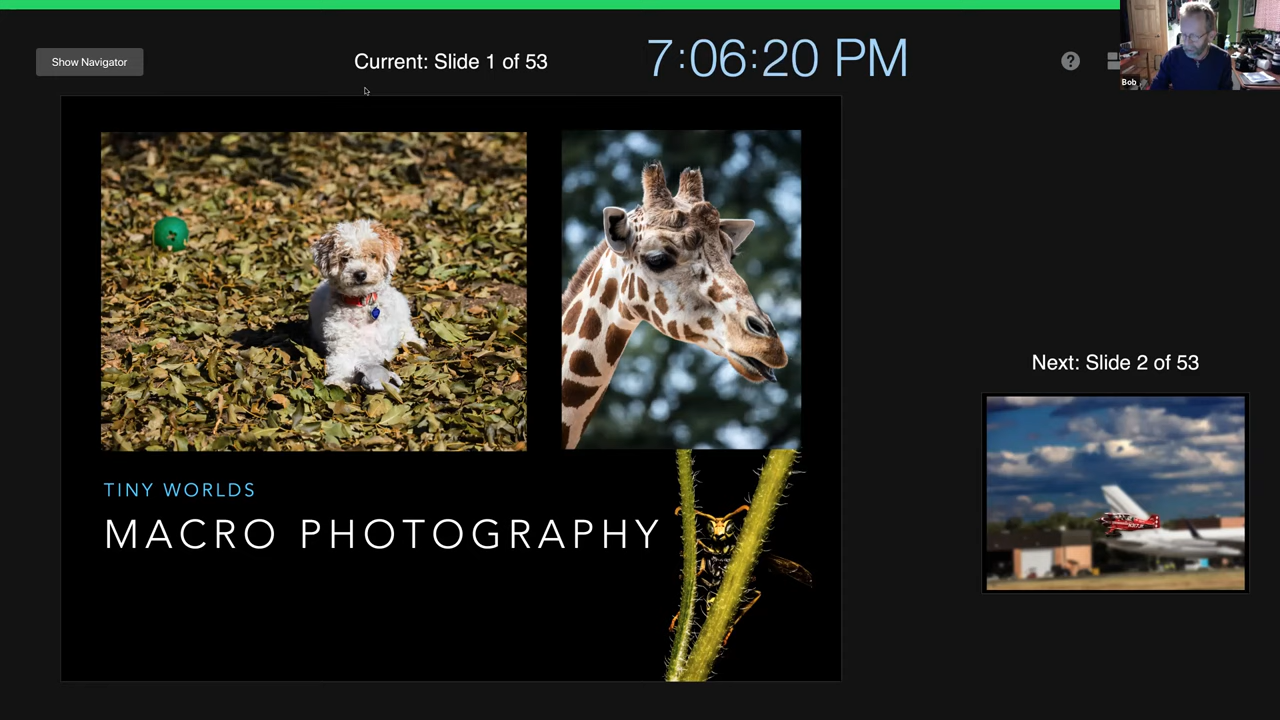 Show Navigator
Current: Slide 1 of 53
7:06:20 PM
?
Bob
Next: Slide 2 of 53
TINY WORLDS
MACRO PHOTOGRAPHY